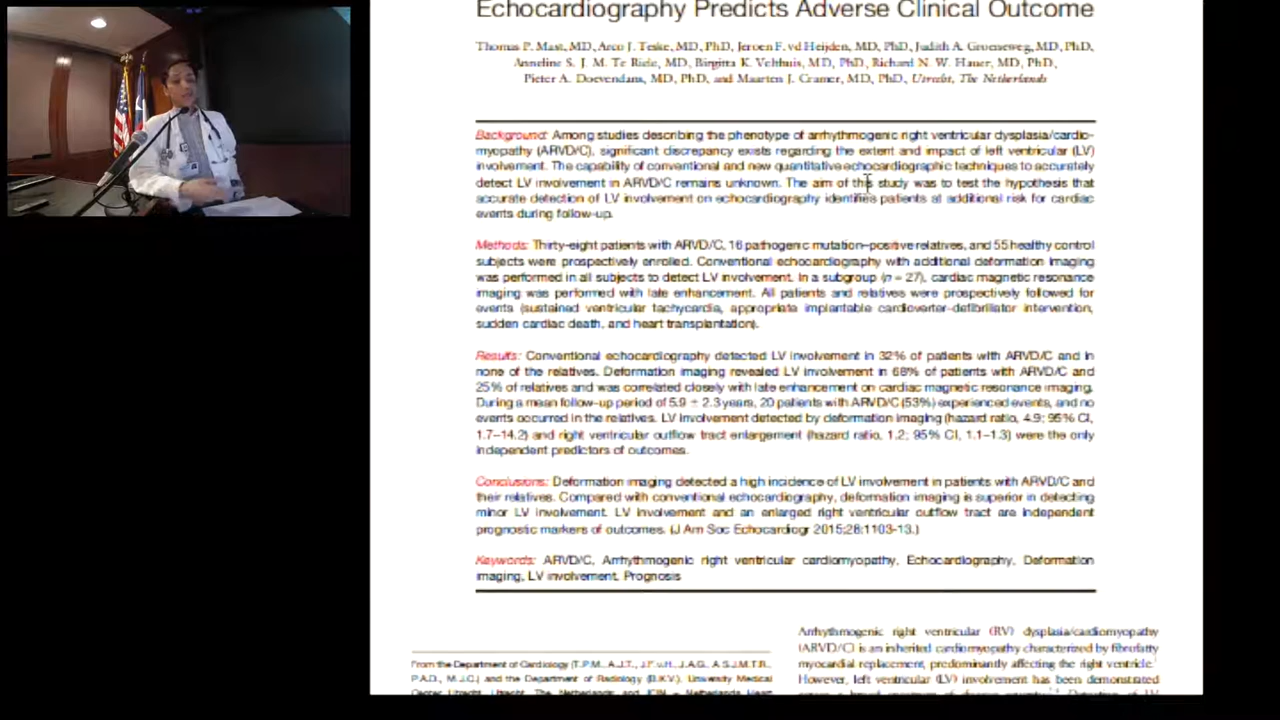 Echocardiography Predicts Adverse Clinical Outcome
Thomas P. Mast, MD, Arco J. Teske, MD, PhD, Jeroen F. vd Heijden, MD, PhD, Judith A. Groeneweg, MD, PhD,
Anneline S. J. M. Te Riele, MD, Birgitta K. Velthuis, MD, PhD, Richard N. W. Hauer, MD, PhD,
Pieter A. Doevendans, MD, PhD, and Maarten J. Cramer, MD, PhD, Utrecht, The Netherlands
Background: Among studies describing the phenotype of arrhythmogenic right ventricular dysplasia/cardio-
myopathy (ARVD/C), significant discrepancy exists regarding the extent and impact of left ventricular (LV)
involvement. The capability of conventional and new quantitative echocardiographic techniques to accurately
detect LV involvement in ARVD/C remains unknown. The aim of this study was to test the hypothesis that
accurate detection of LV involvement on echocardiography identifies patients at additional risk for cardiac
events during follow-up.
Methods: Thirty-eight patients with ARVD/C, 16 pathogenic mutation–positive relatives, and 55 healthy control
subjects were prospectively enrolled. Conventional echocardiography with additional deformation imaging
was performed in all subjects to detect LV involvement. In a subgroup (n = 27), cardiac magnetic resonance
imaging was performed with late enhancement. All patients and relatives were prospectively followed for
events (sustained ventricular tachycardia, appropriate implantable cardioverter-defibrillator intervention,
sudden cardiac death, and heart transplantation).
Results: Conventional echocardiography detected LV involvement in 32% of patients with ARVD/C and in
none of the relatives. Deformation imaging revealed LV involvement in 68% of patients with ARVD/C and
25% of relatives and was correlated closely with late enhancement on cardiac magnetic resonance imaging.
During a mean follow-up period of 5.9 ± 2.3 years, 20 patients with ARVD/C (53%) experienced events, and no
events occurred in the relatives. LV involvement detected by deformation imaging (hazard ratio, 4.9; 95% CI,
1.7–14.2) and right ventricular outflow tract enlargement (hazard ratio, 1.2; 95% CI, 1.1–1.3) were the only
independent predictors of outcomes.
Conclusions: Deformation imaging detected a high incidence of LV involvement in patients with ARVD/C and
their relatives. Compared with conventional echocardiography, deformation imaging is superior in detecting
minor LV involvement. LV involvement and an enlarged right ventricular outflow tract are independent
prognostic markers of outcomes. (J Am Soc Echocardiogr 2015;28:1103-13.)
Keywords: ARVD/C, Arrhythmogenic right ventricular cardiomyopathy, Echocardiography, Deformation
imaging, LV involvement, Prognosis
From the Department of Cardiology (T.P.M., A.J.T., J.F.v.H., J.A.G., A.S.J.M.T.R.,
P.A.D., M.J.C.) and the Department of Radiology (B.K.V.), University Medical
Arrhythmogenic right ventricular (RV) dysplasia/cardiomyopathy
(ARVD/C) is an inherited cardiomyopathy characterized by fibrofatty
myocardial replacement, predominantly affecting the right ventricle.
However, left ventricular (LV) involvement has been demonstrated